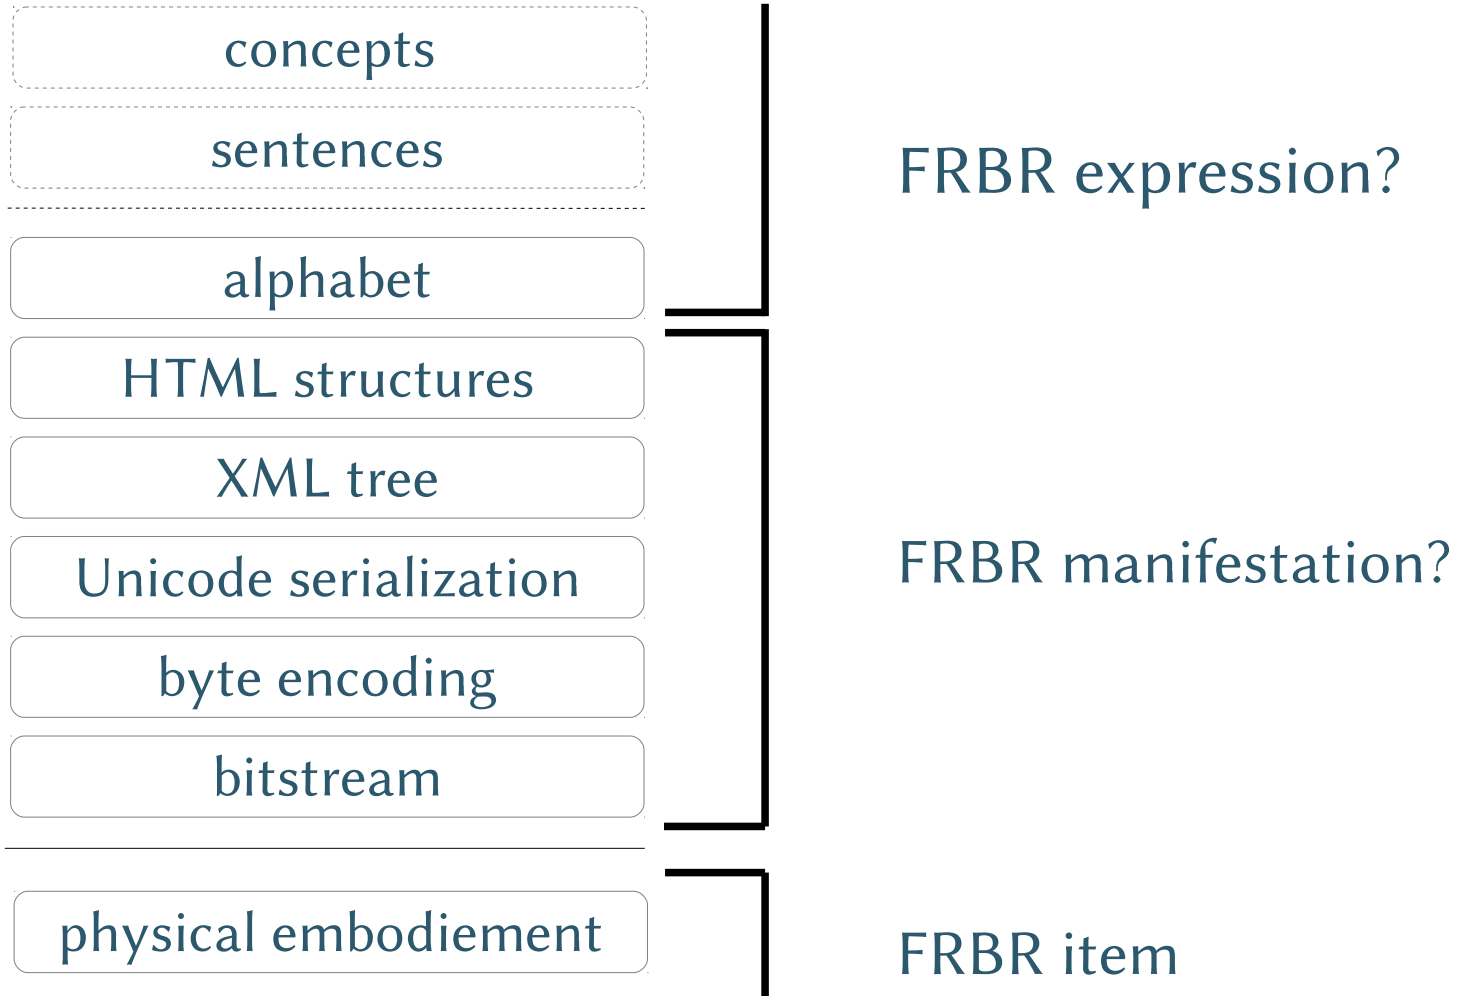 concepts
sentences
FRBR expression?
alphabet
HTML structures
XML tree
Unicode serialization
FRBR manifestation?
byte encoding
bitstream
physical embodiement
FRBR item